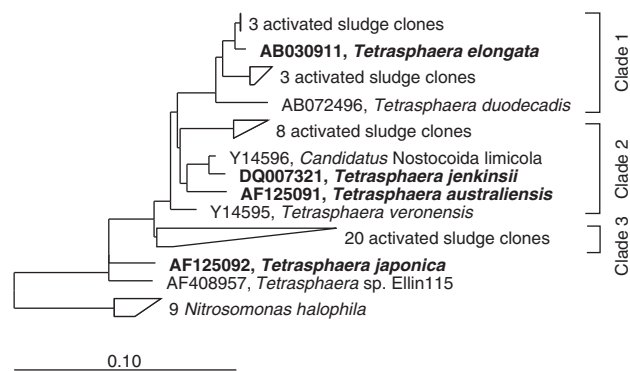 3 activated sludge clones
AB030911, Tetrasphaera elongata
3 activated sludge clones
AB072496, Tetrasphaera duodecadis
Clade 1
8 activated sludge clones
Y14596, Candidatus Nostocoida limicola
DQ007321, Tetrasphaera jenkinsii
AF125091, Tetrasphaera australiensis
Y14595, Tetrasphaera veronensis
Clade 2
20 activated sludge clones
Clade 3
AF125092, Tetrasphaera japonica
AF408957, Tetrasphaera sp. Ellin115
9 Nitrosomonas halophila
0.10